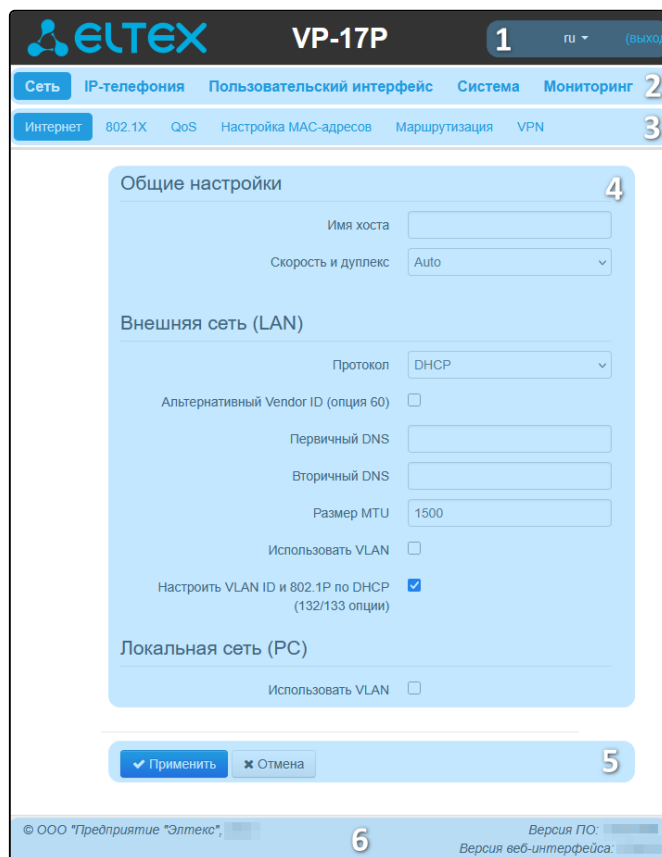 ELTEX VP-17P 1 ru (выход
Сеть IP-телефония Пользовательский интерфейс Система Мониторинг 2
Интернет 802.1X QoS Настройка MAC-адресов Маршрутизация VPN 3
Общие настройки 4
Имя хоста
Скорость и дуплекс Auto
Внешняя сеть (LAN)
Протокол DHCP
Альтернативный Vendor ID (опция 60)
Первичный DNS
Вторичный DNS
Размер MTU 1500
Использовать VLAN
Настроить VLAN ID и 802.1P по DHCP
(132/133 опции)
Локальная сеть (PC)
Использовать VLAN
Применить Отмена 5
© ООО "Предприятие "Элтекс", 6 Версия ПО:
Версия веб-интерфейса: